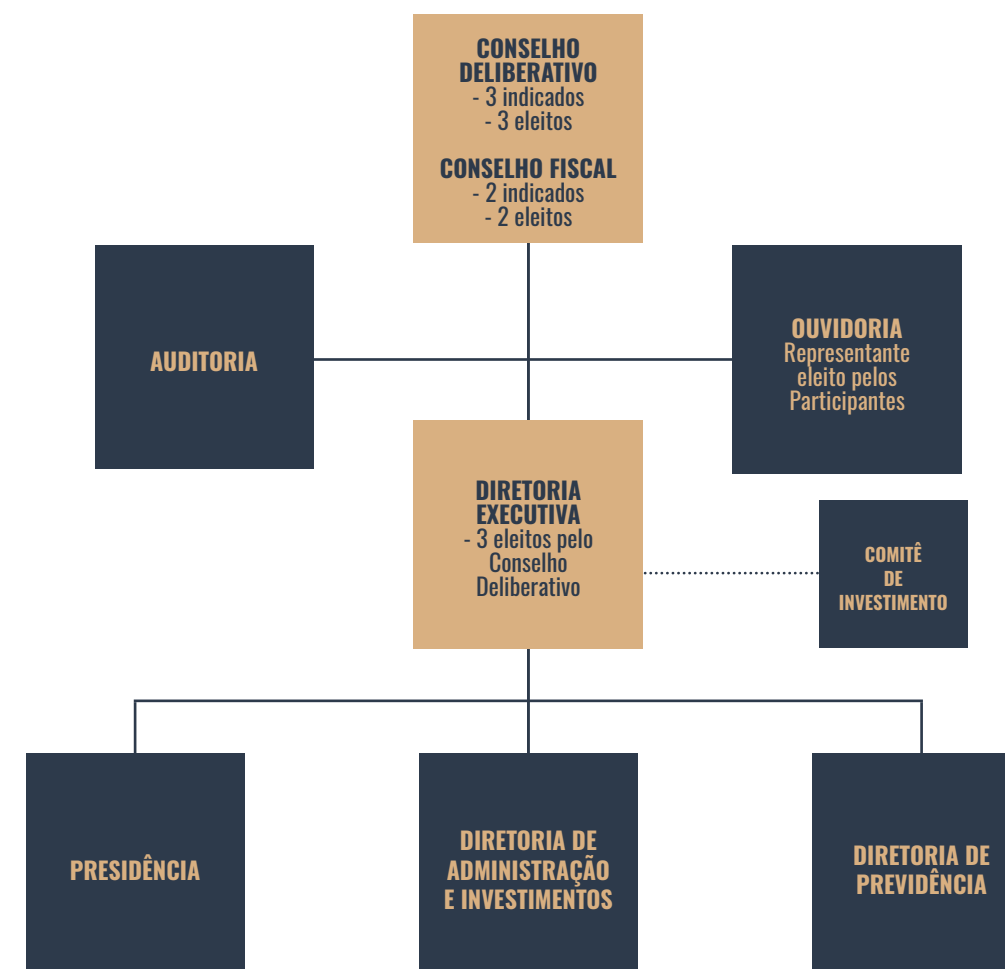 CONSELHO
DELIBERATIVO
- 3 indicados
- 3 eleitos
CONSELHO FISCAL
- 2 indicados
- 2 eleitos
AUDITORIA
OUVIDORIA
Representante
eleito pelos
Participantes
DIRETORIA
EXECUTIVA
- 3 eleitos pelo
Conselho
Deliberativo
COMITÊ
DE
INVESTIMENTO
PRESIDÊNCIA
DIRETORIA DE
ADMINISTRAÇÃO
E INVESTIMENTOS
DIRETORIA DE
PREVIDÊNCIA